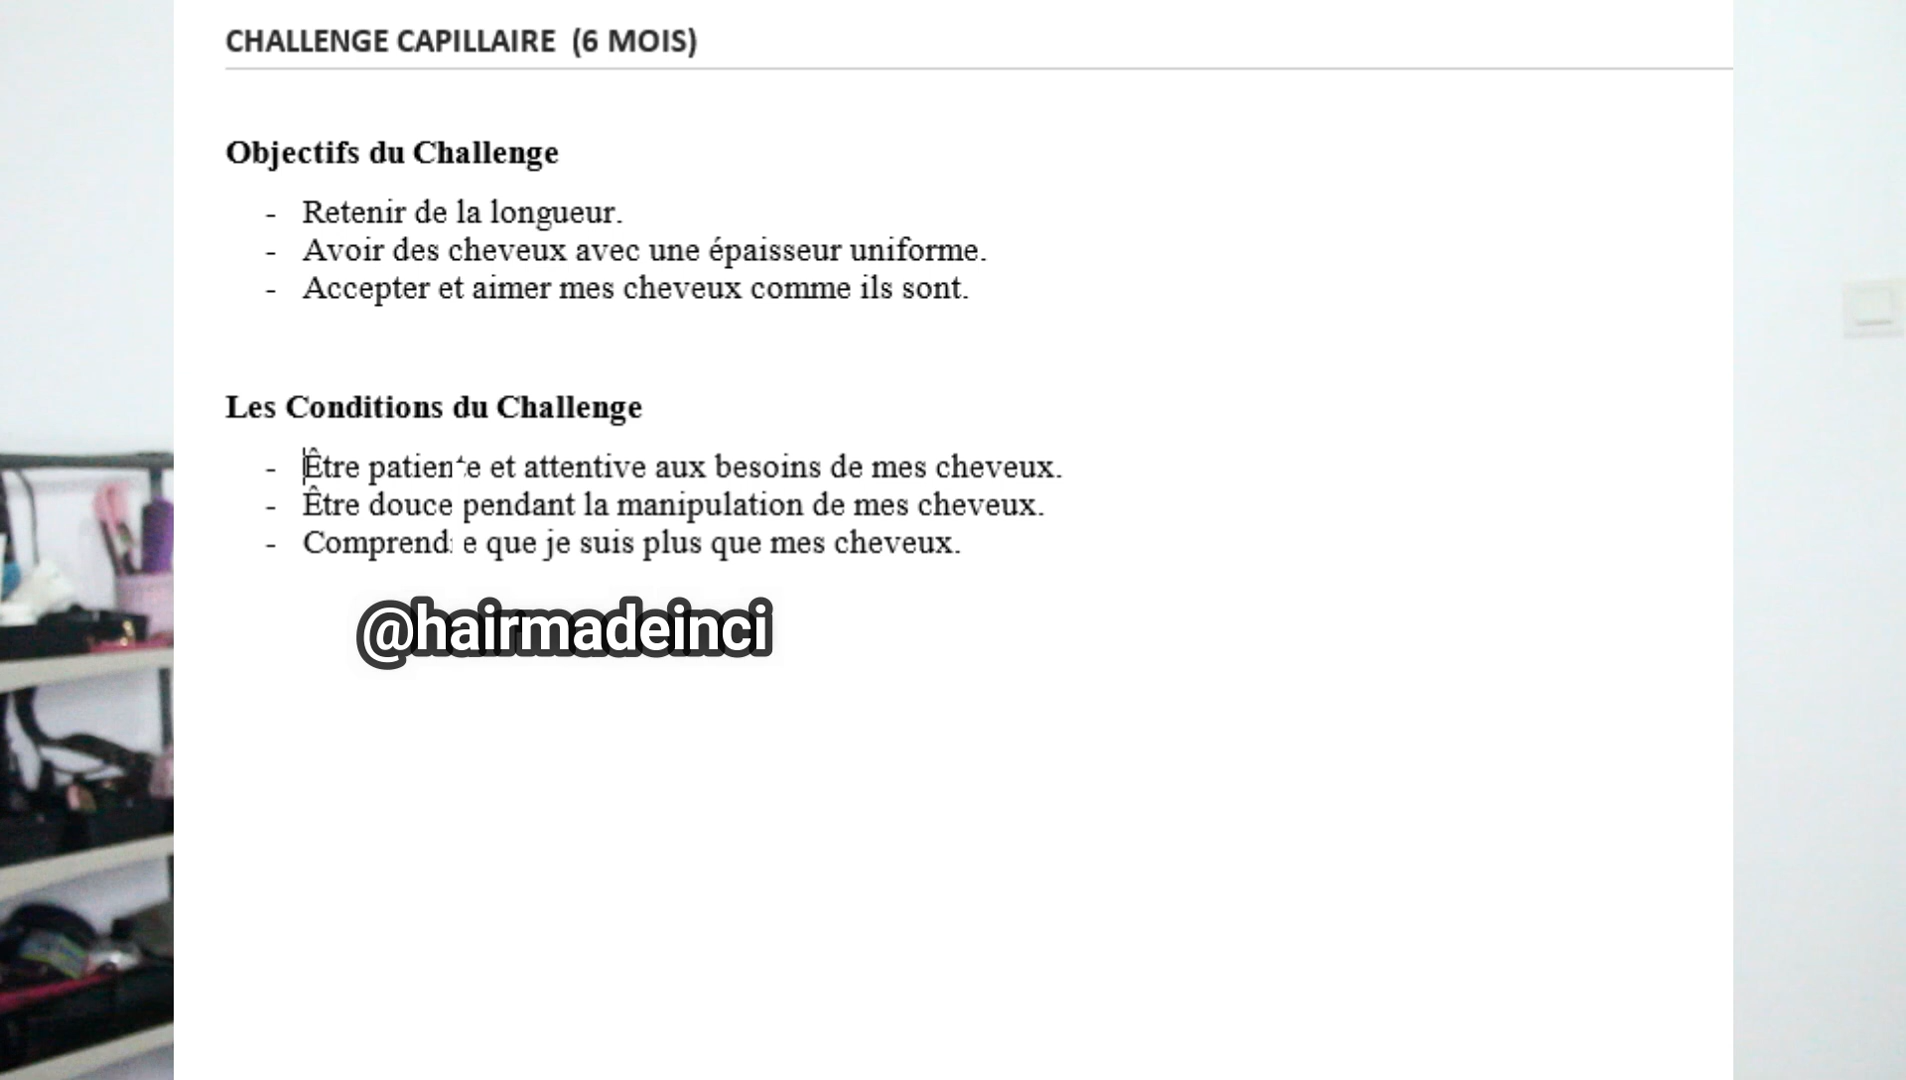 CHALLENGE CAPILLAIRE (6 MOIS)
Objectifs du Challenge
- Retenir de la longueur.
- Avoir des cheveux avec une épaisseur uniforme.
- Accepter et aimer mes cheveux comme ils sont.
Les Conditions du Challenge
- Être patiente et attentive aux besoins de mes cheveux.
- Être douce pendant la manipulation de mes cheveux.
- Comprendre que je suis plus que mes cheveux.
@hairmadeinci